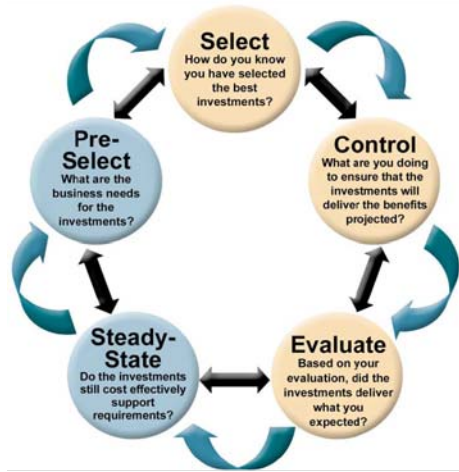 Select
How do you know
you have selected
the best
investments?
Pre-
Select
What are the
business needs
for the
investments?
Control
What are you doing
to ensure that the
investments will
deliver the benefits
projected?
Steady-
State
Do the investments
still cost effectively
support
requirements?
Evaluate
Based on your
evaluation, did the
investments deliver
what you
expected?